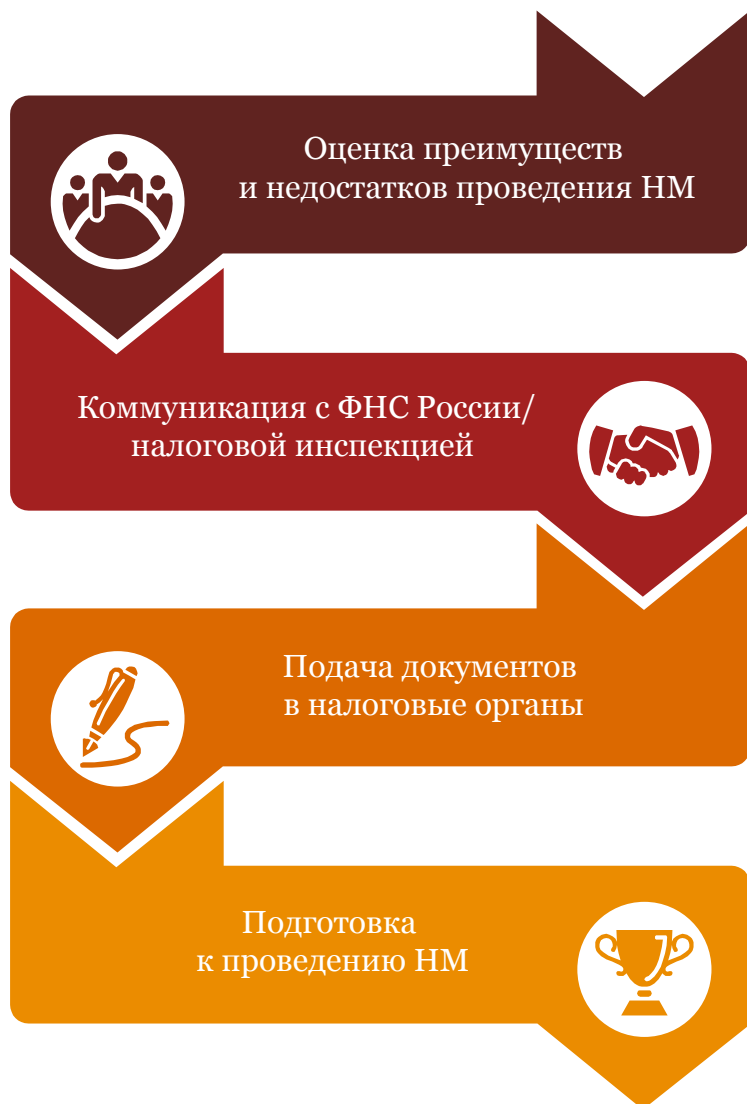 Оценка преимуществ
и недостатков проведения НМ
Коммуникация с ФНС России/
налоговой инспекцией
Подача документов
в налоговые органы
Подготовка
к проведению НМ